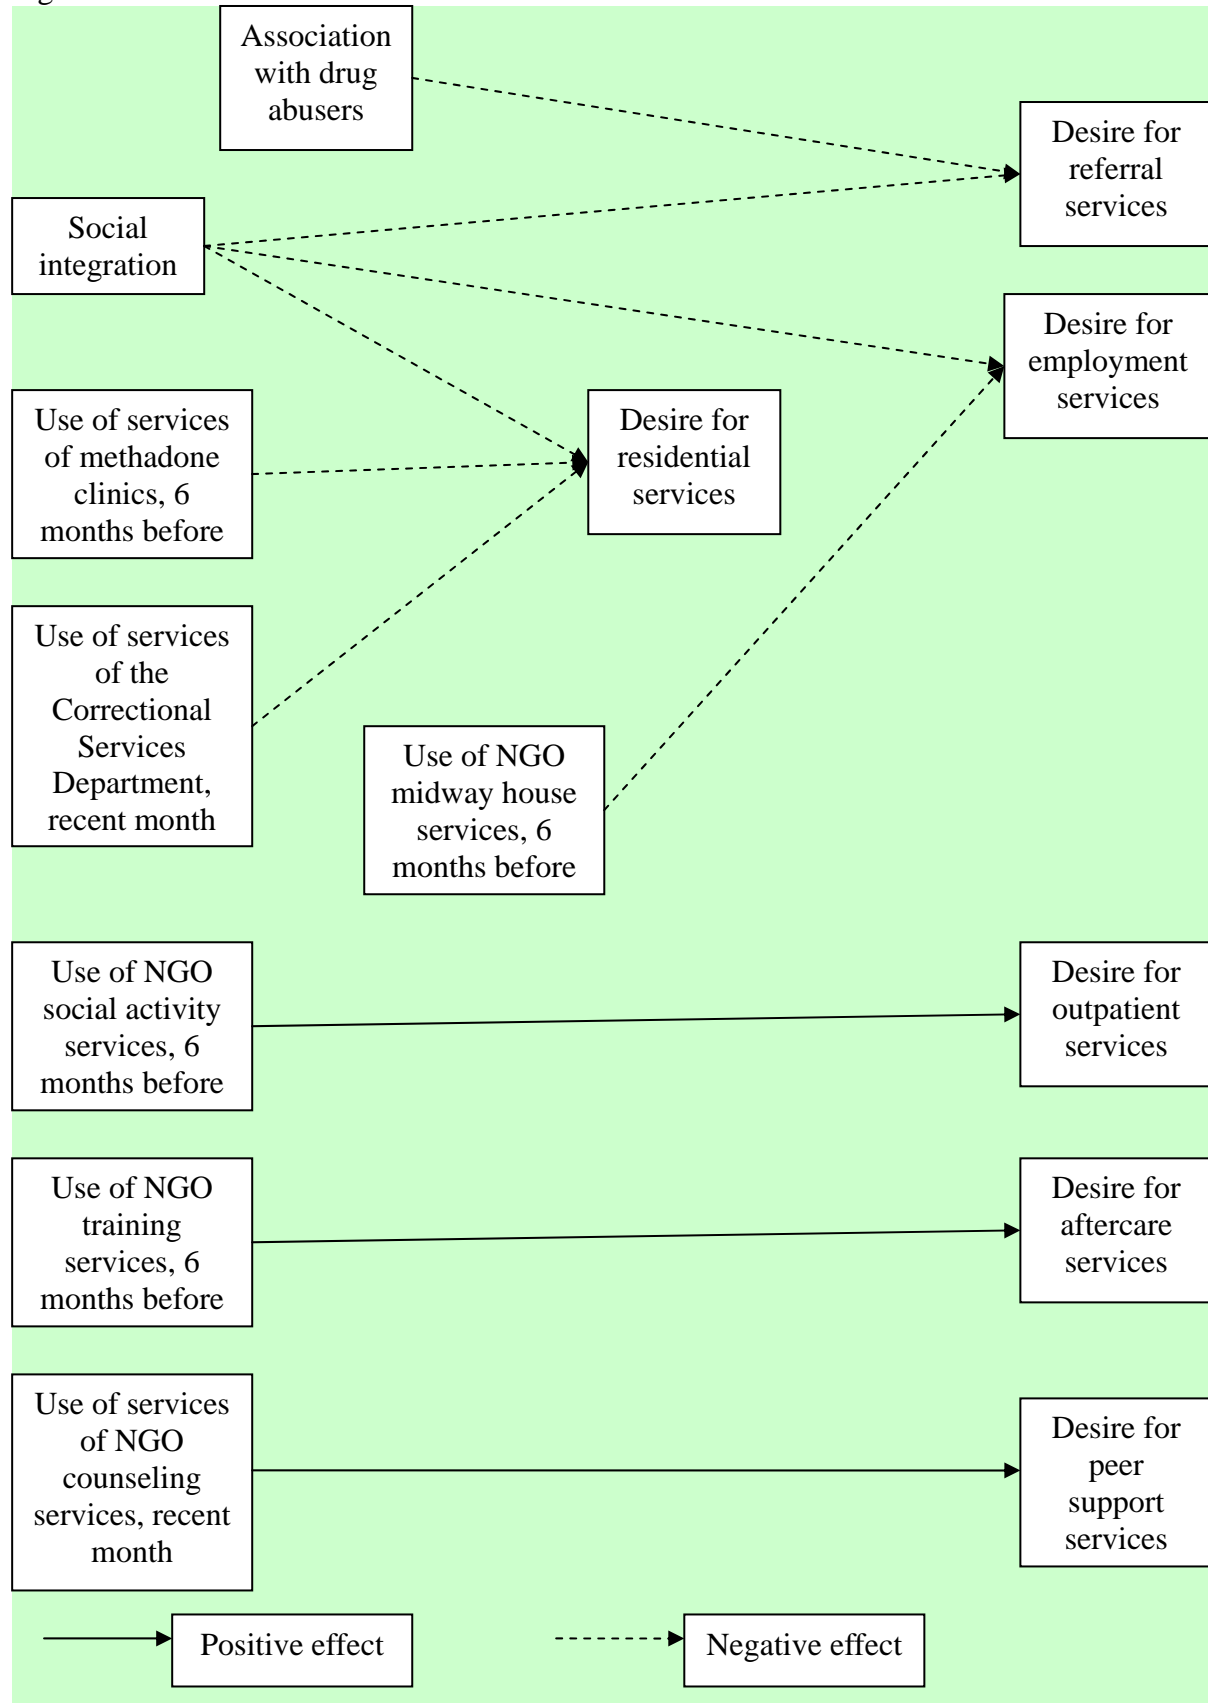 Association
with drug
abusers
Desire for
referral
services
Social
integration
Desire for
employment
services
Use of services
of methadone
clinics, 6
months before
Desire for
residential
services
Use of services
of the
Correctional
Services
Department,
recent month
Use of NGO
midway house
services, 6
months before
Use of NGO
social activity
services, 6
months before
Desire for
outpatient
services
Use of NGO
training
services, 6
months before
Desire for
aftercare
services
Use of services
of NGO
counseling
services, recent
month
Desire for
peer
support
services
Positive effect
Negative effect